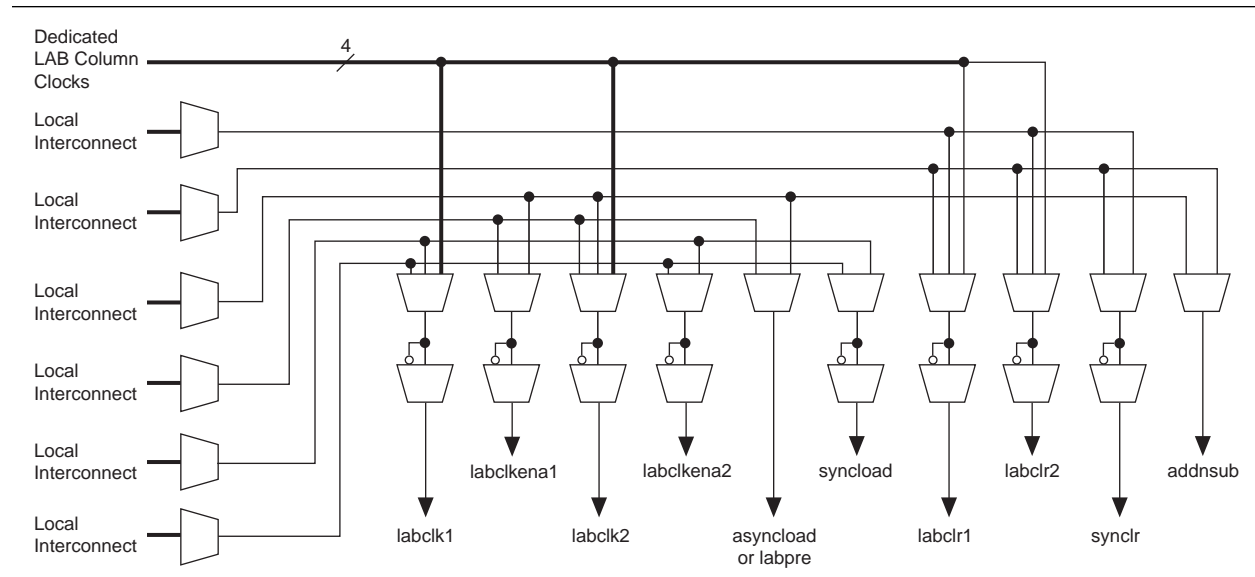 Dedicated
LAB Column
Clocks
4
Local
Interconnect
Local
Interconnect
Local
Interconnect
Local
Interconnect
Local
Interconnect
Local
Interconnect
labclkena1
labclkena2
syncload
labclr2
addnsub
labclk1
labclk2
asyncload
or labpre
labclr1
synclr